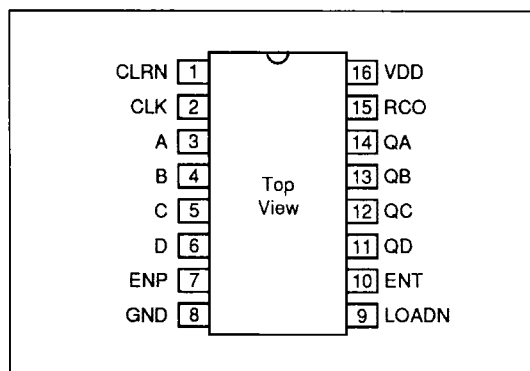 CLRN 1 16 VDD
CLK 2 15 RCO
A 3 14 QA
B 4 13 QB
C 5 12 QC
D 6 11 QD
ENP 7 10 ENT
GND 8 9 LOADN
Top
View